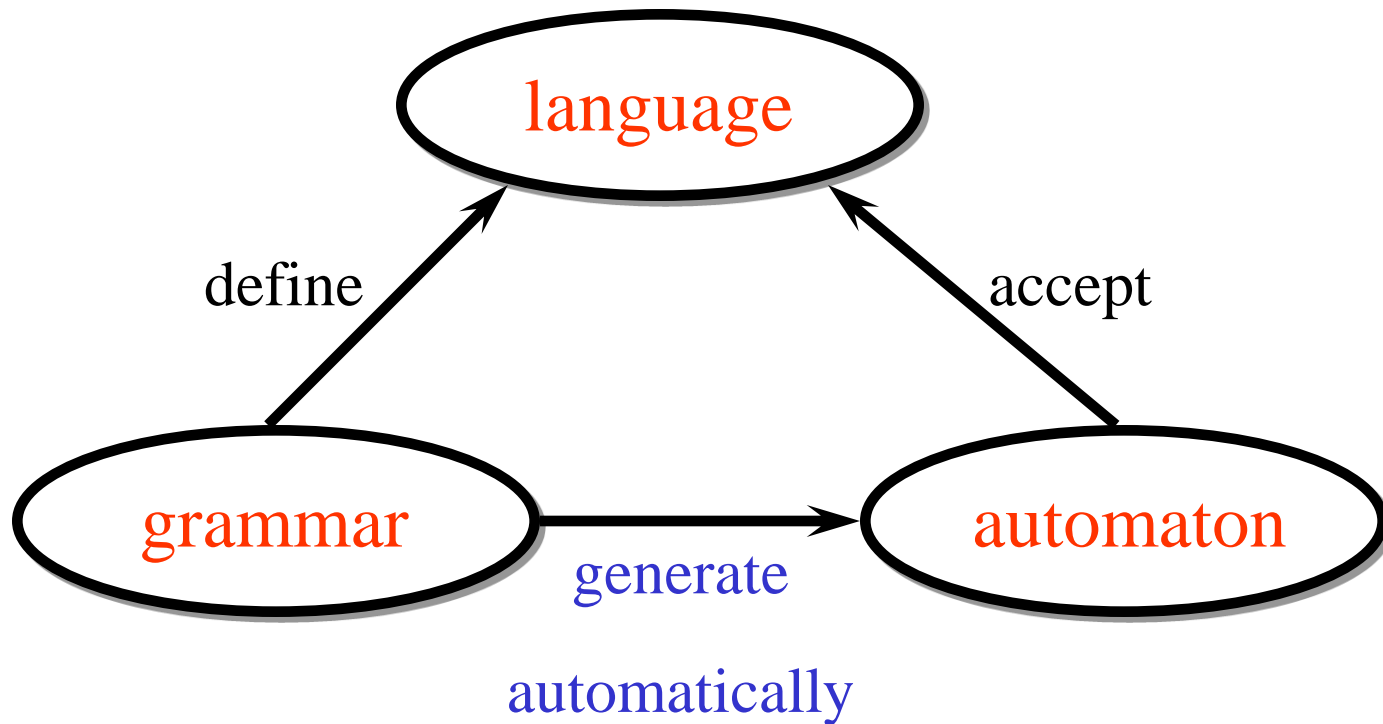 language
define
accept
grammar
automaton
generate
automatically